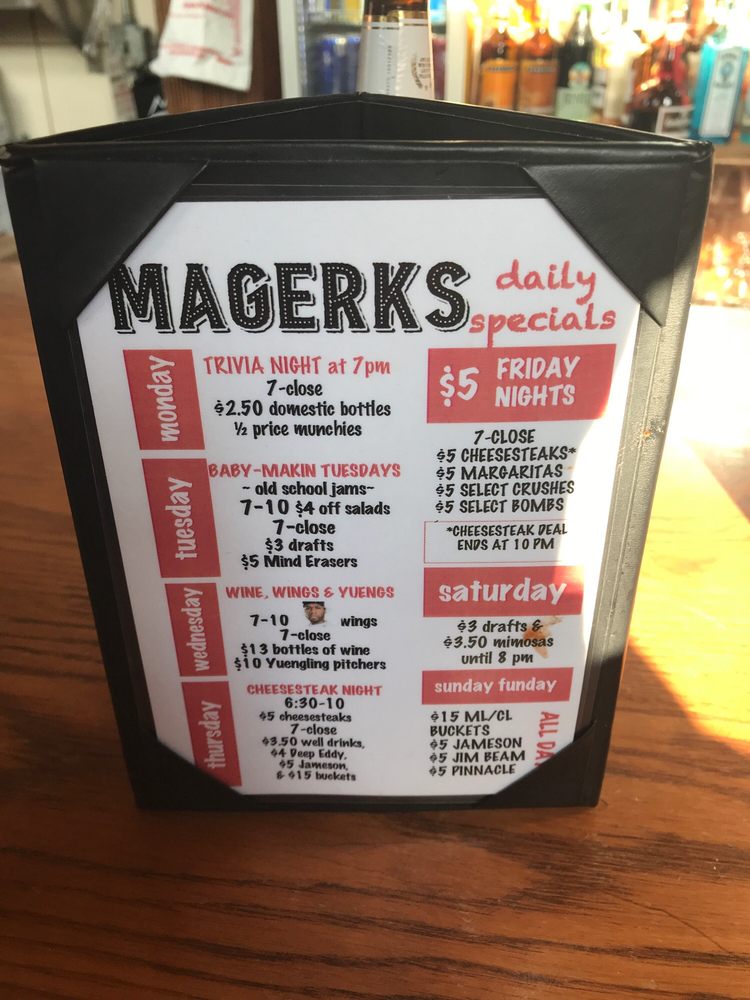 MAGERKS
daily
specials
monday
TRIVIA NIGHT at 7pm
7-close
$2.50 domestic bottles
½ price munchies
tuesday
BABY-MAKIN TUESDAYS
~ old school jams~
7-10 $4 off salads
7-close
$3 drafts
$5 Mind Erasers
wednesday
WINE, WINGS & YUENGS
7-10 wings
7-close
$13 bottles of wine
$10 Yuengling pitchers
thursday
CHEESESTEAK NIGHT
6:30-10
$5 cheesesteaks
7-close
$3.50 well drinks,
$4 Deep Eddy,
$5 Jameson,
& $15 buckets
$5 FRIDAY
NIGHTS
7-CLOSE
$5 CHEESESTEAKS*
$5 MARGARITAS
$5 SELECT CRUSHES
$5 SELECT BOMBS
*CHEESESTEAK DEAL
ENDS AT 10 PM
saturday
$3 drafts &
$3.50 mimosas
until 8 pm
sunday funday
$15 ML/CL
BUCKETS
$5 JAMESON
$5 JIM BEAM
$5 PINNACLE
ALL DA